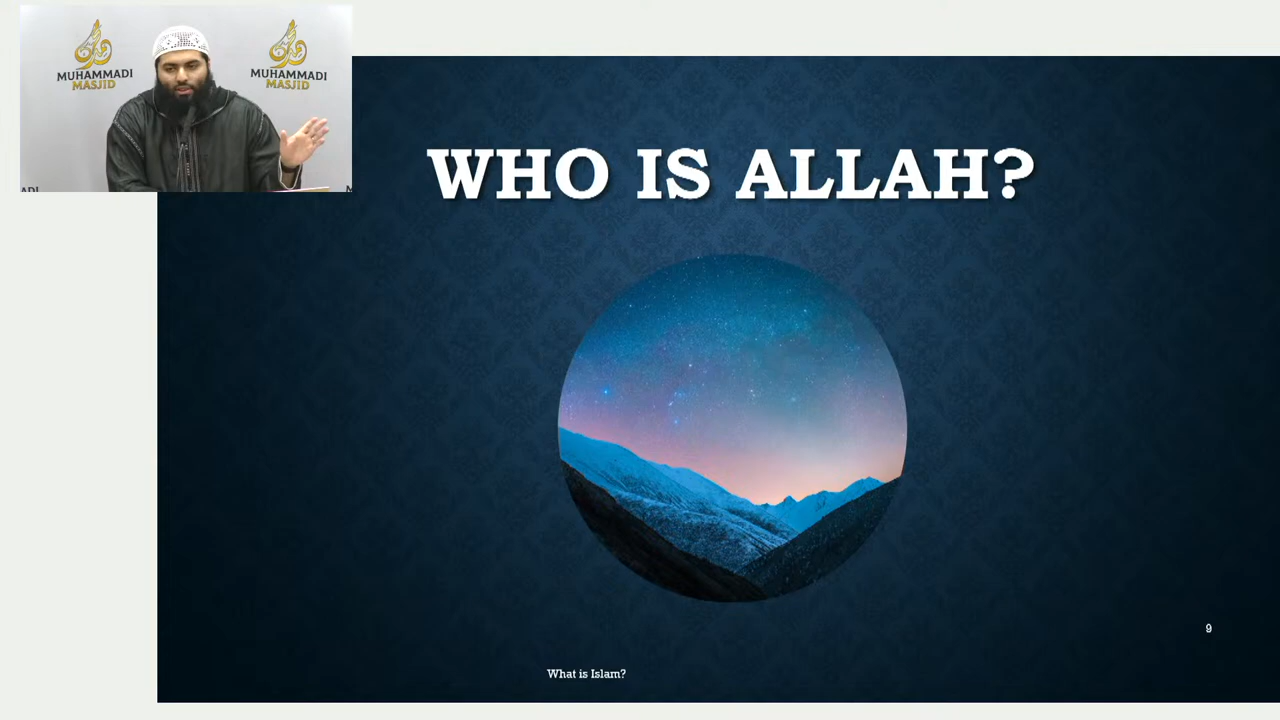 MUHAMMADI
MASJID
MUHAMMADI
MASJID
WHO IS ALLAH?
9
What is Islam?